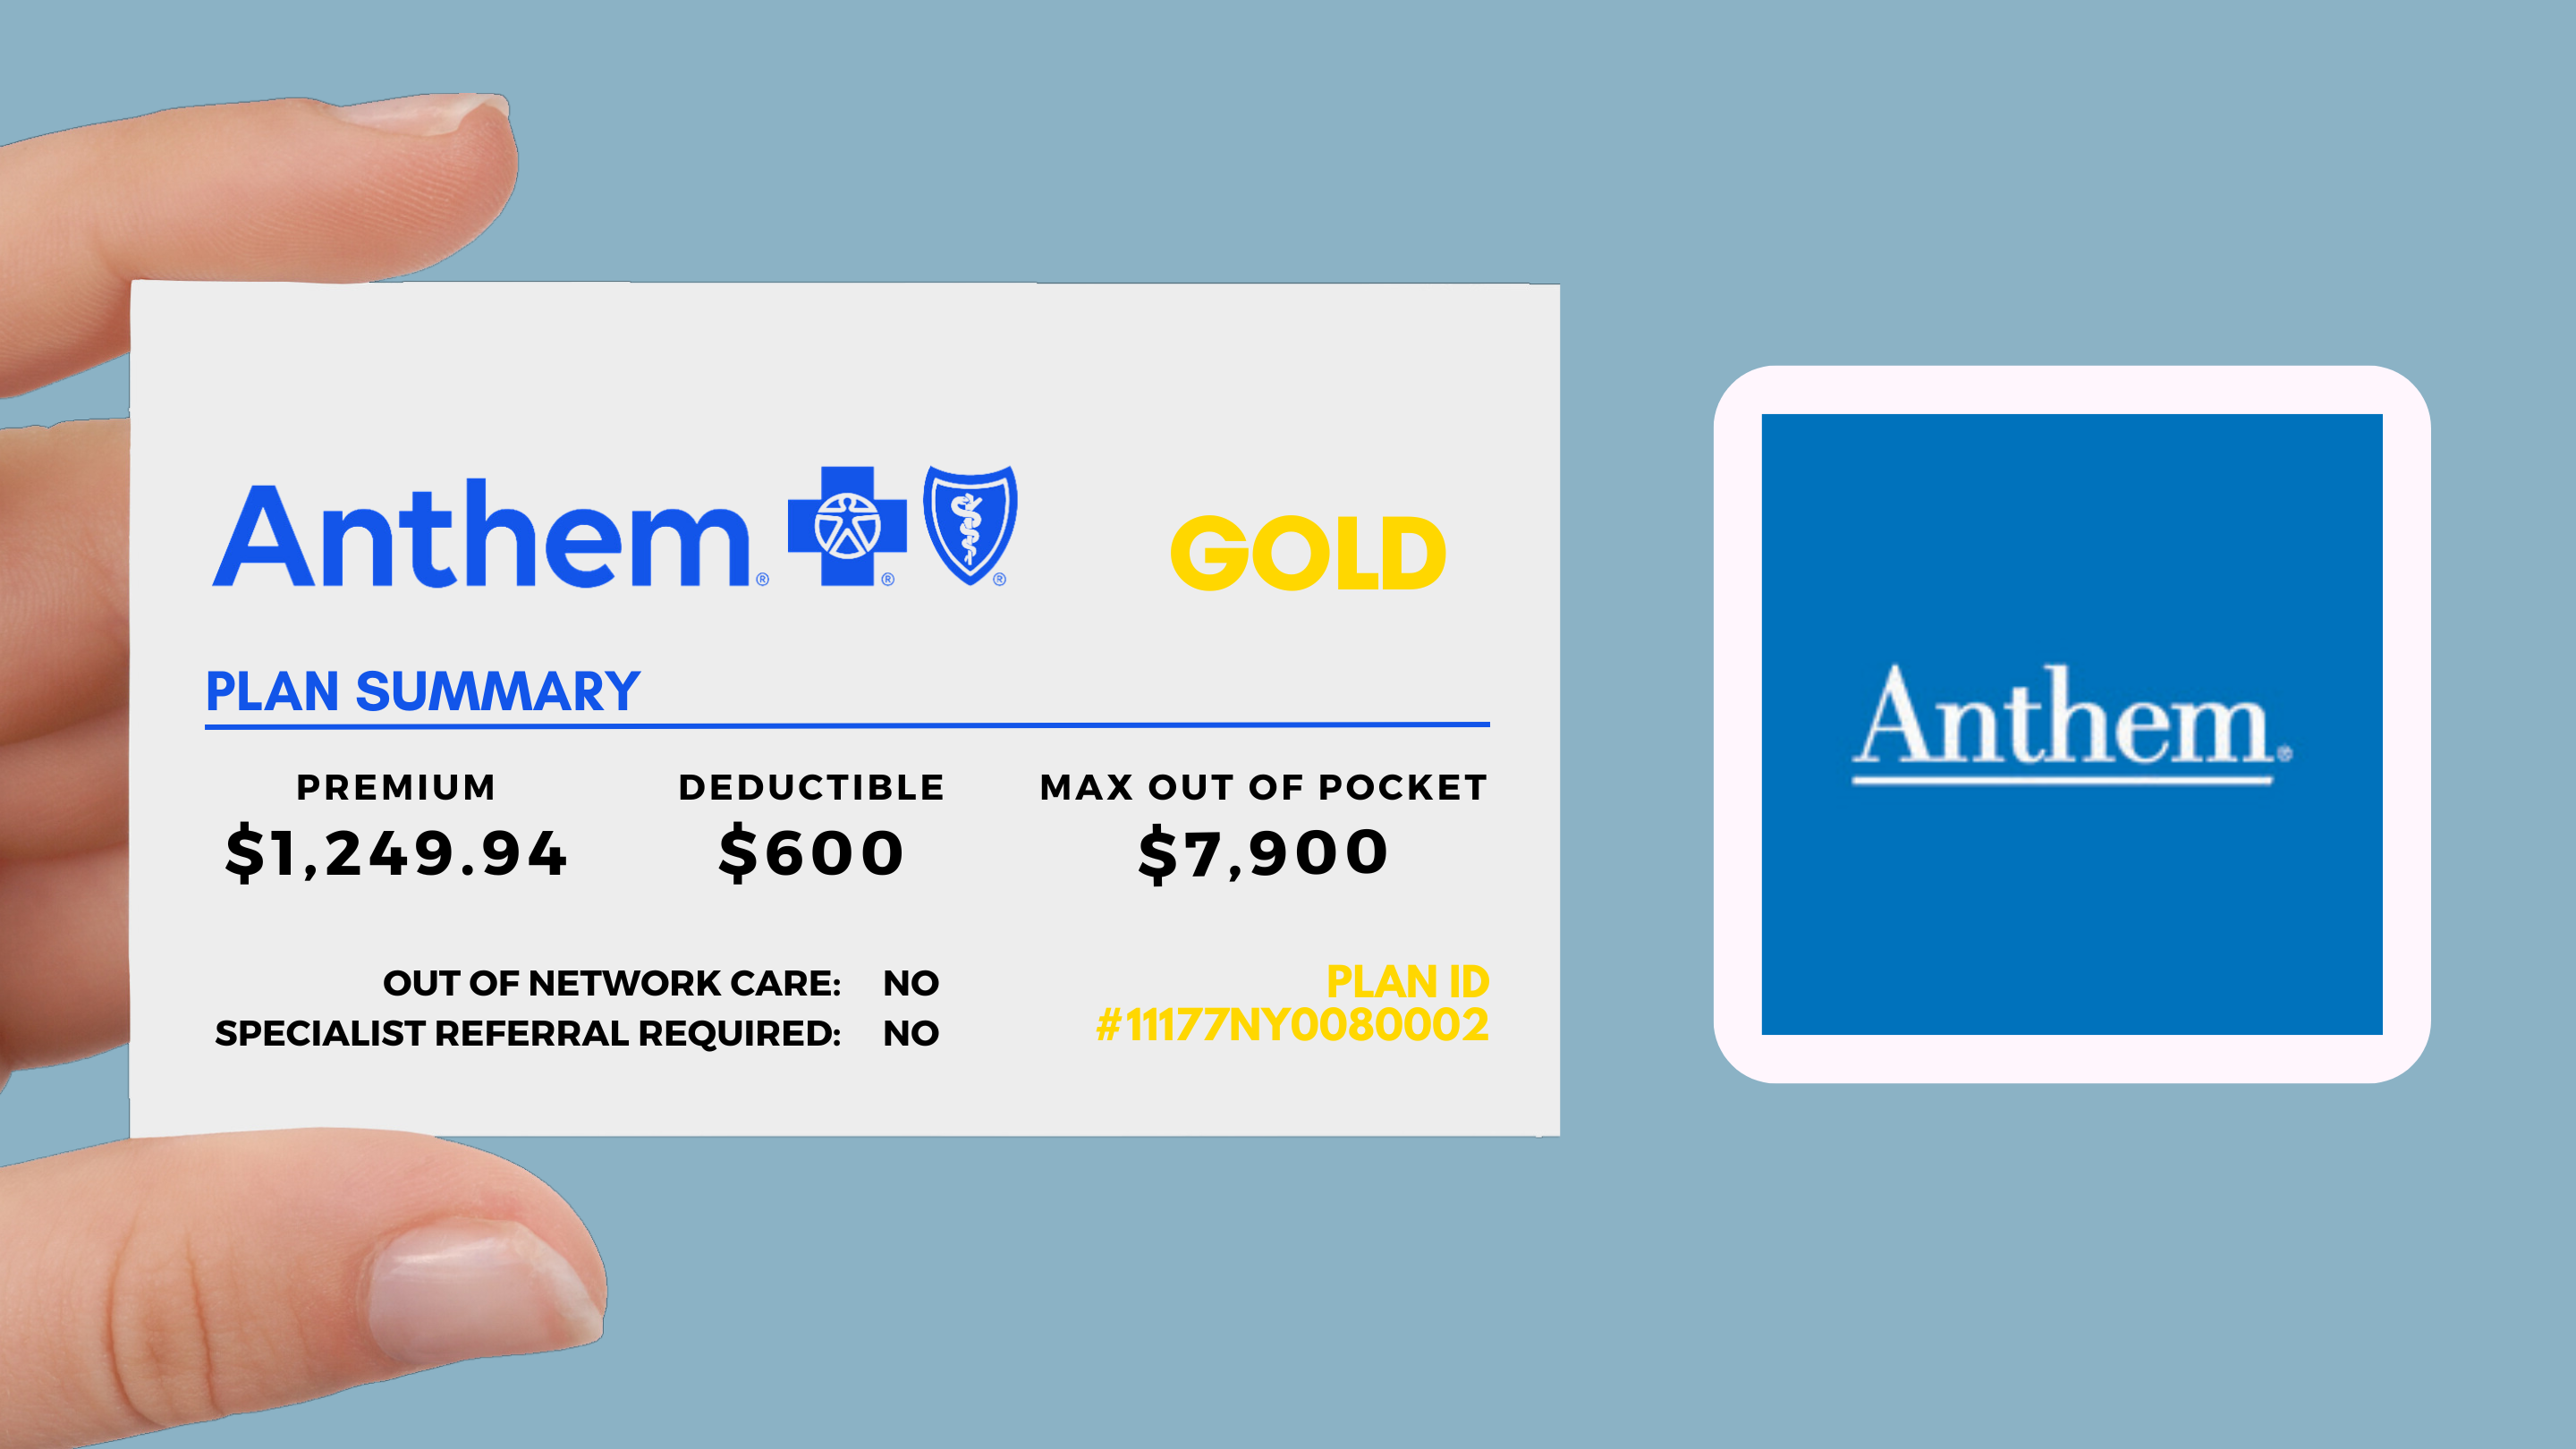 Anthem®
GOLD
PLAN SUMMARY
PREMIUM DEDUCTIBLE MAX OUT OF POCKET
$1,249.94 $600 $7,900
OUT OF NETWORK CARE: NO
SPECIALIST REFERRAL REQUIRED: NO
PLAN ID
#11177NY0080002
Anthem®